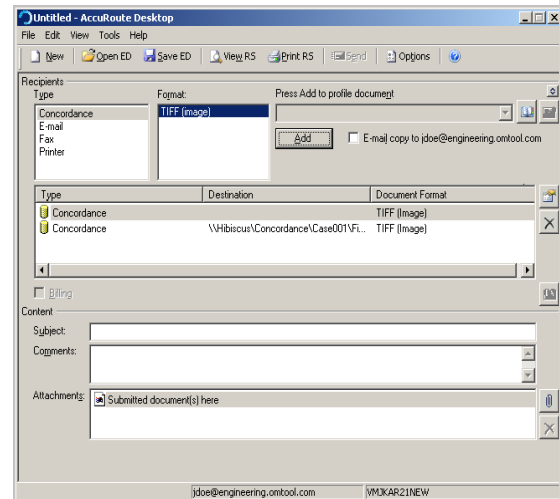 Untitled - AccuRoute Desktop
File Edit View Tools Help
New Open ED Save ED View RS Print RS Send Options
Recipients
Type Format: Press Add to profile document
Concordance
E-mail
Fax
Printer
TIFF (image)
Add E-mail copy to jdoe@engineering.omtool.com
Type Destination Document Format
Concordance TIFF (Image)
Concordance \\Hibiscus\Concordance\Case001\Fi... TIFF (Image)
Billing
Content
Subject:
Comments:
Attachments: Submitted document(s) here
jdoe@engineering.omtool.com VMJKAR21NEW